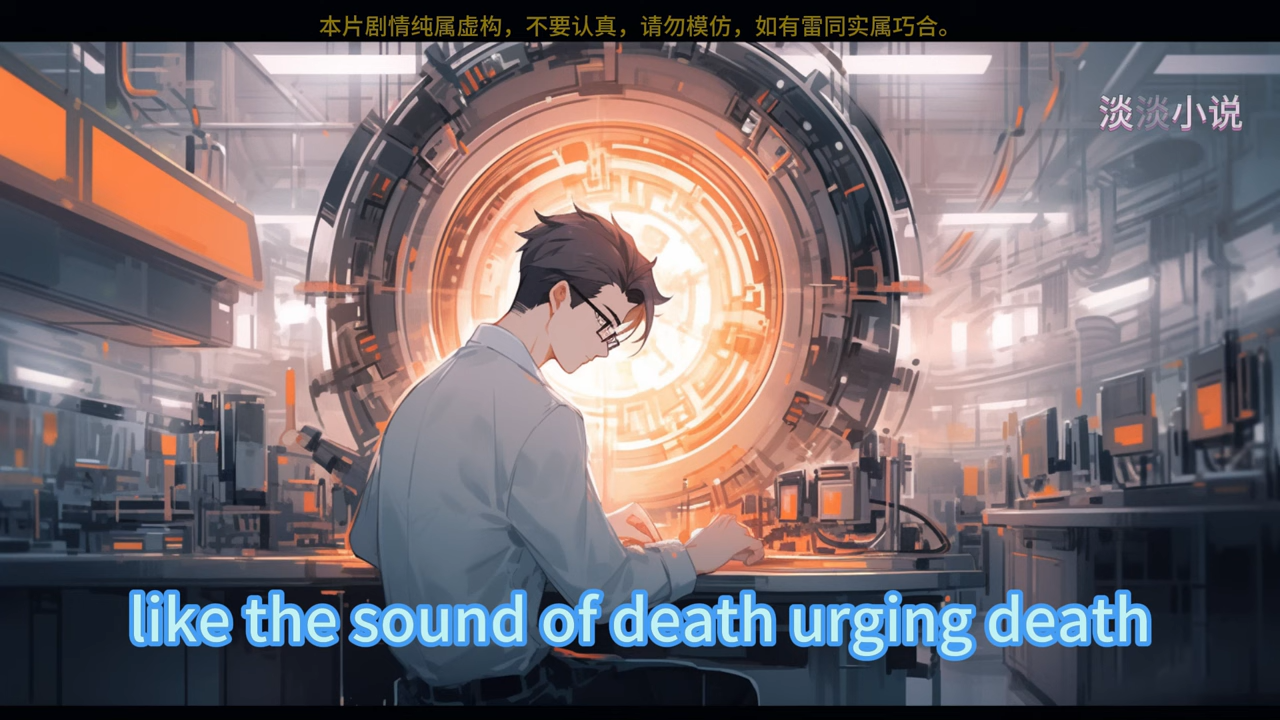 本片剧情纯属虚构，不要认真，请勿模仿，如有雷同实属巧合。
淡淡小说
like the sound of death urging death